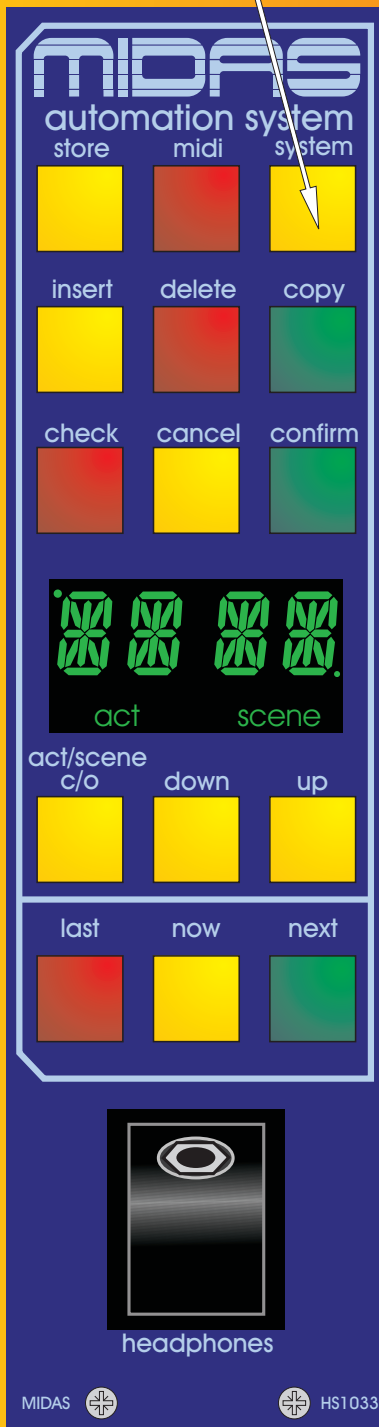 MIDAS
automation system
store midi system
insert delete copy
check cancel confirm
act scene
act/scene
c/o down up
last now next
headphones
MIDAS HS1033